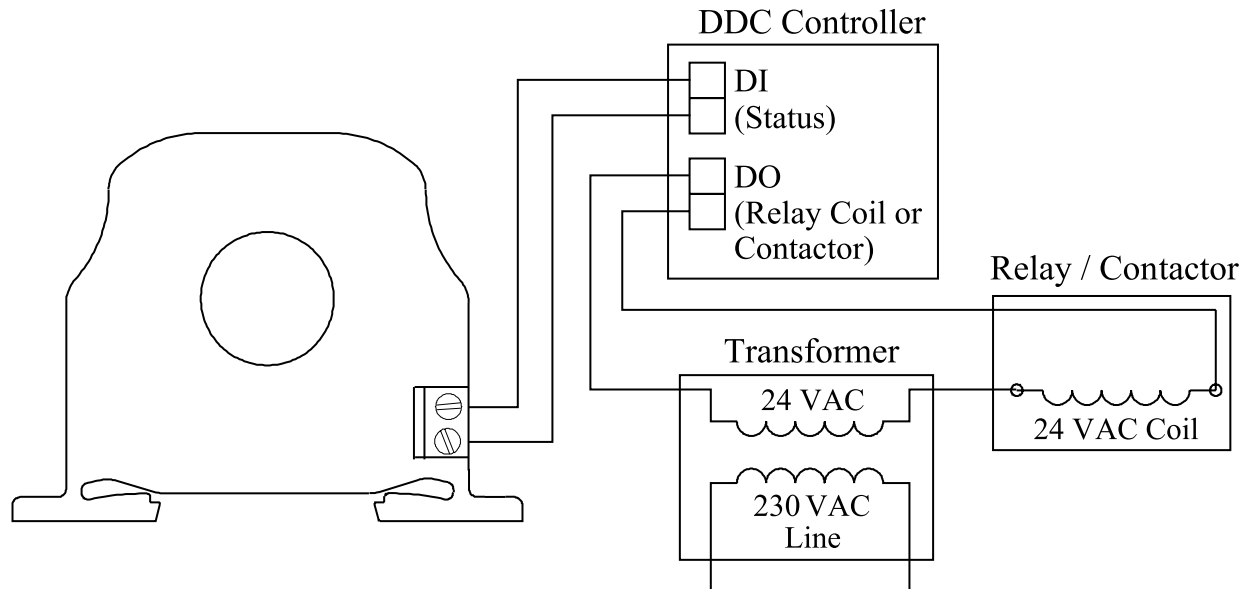 DDC Controller
DI
(Status)
DO
(Relay Coil or
Contactor)
Relay / Contactor
Transformer
24 VAC
24 VAC Coil
230 VAC
Line